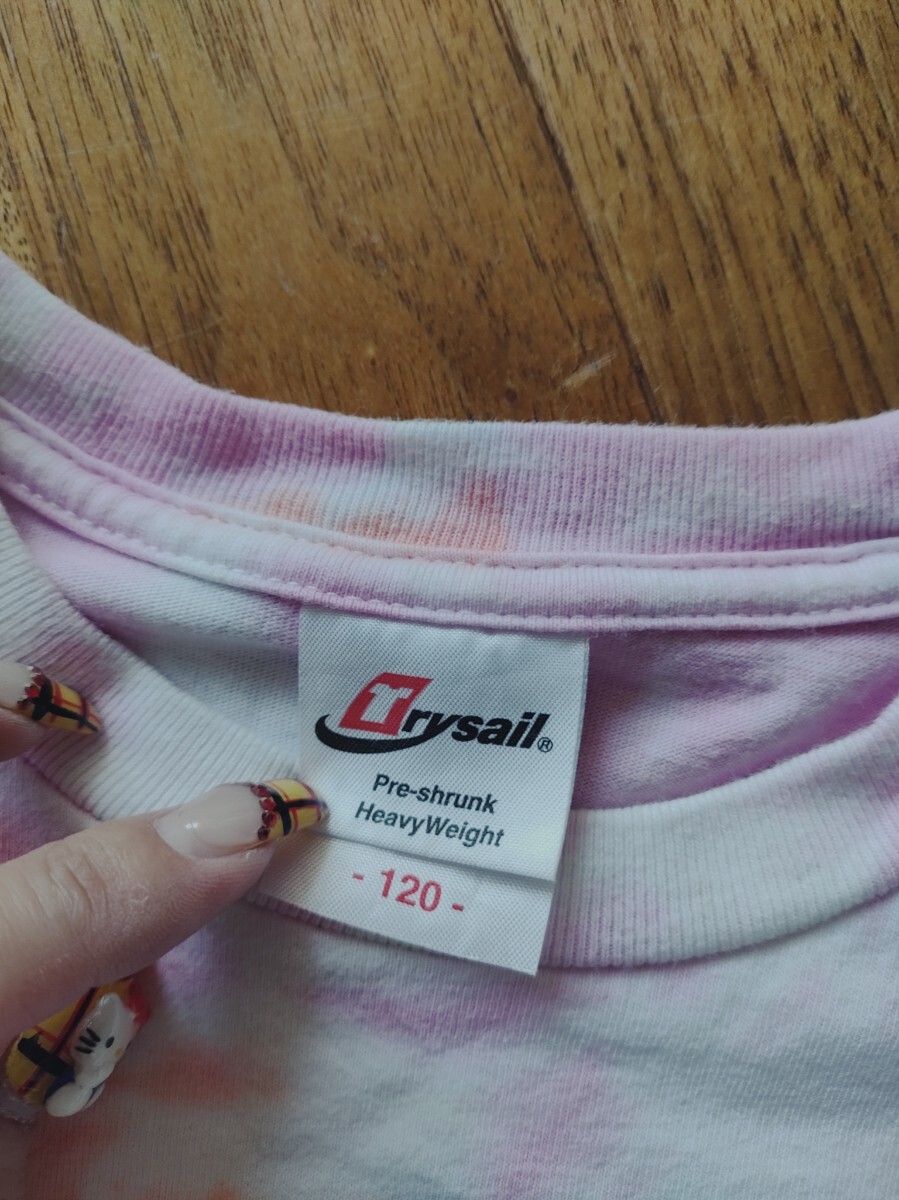 Trysail®
Pre-shrunk
HeavyWeight
- 120 -